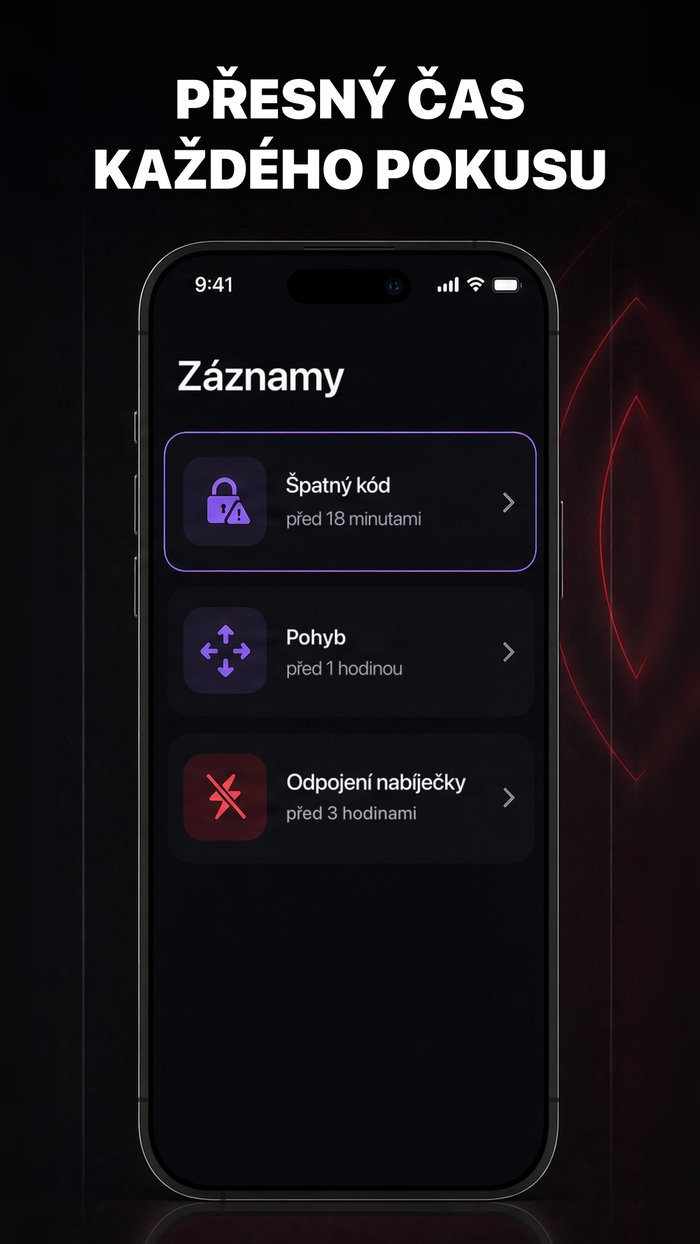 PŘESNÝ ČAS
KAŽDÉHO POKUSU
9:41
Záznamy
Špatný kód
před 18 minutami
Pohyb
před 1 hodinou
Odpojení nabíječky
před 3 hodinami